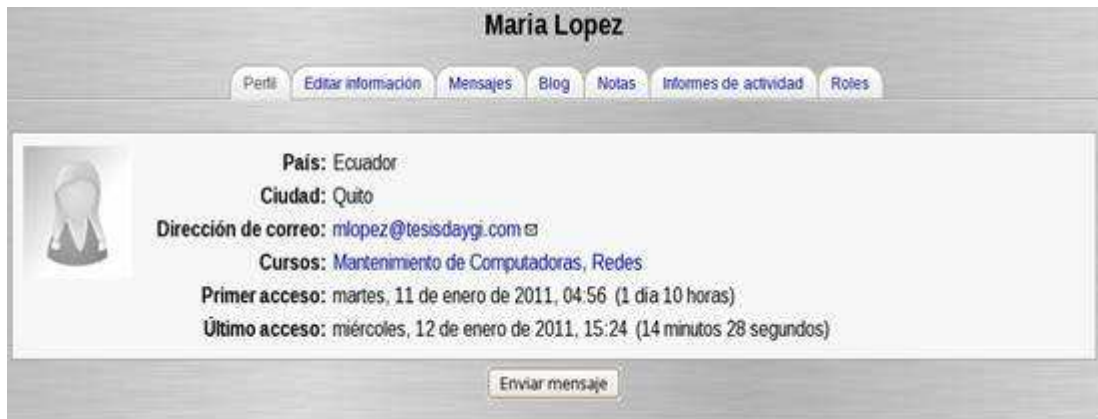 Maria Lopez
Perfil Editar información Mensajes Blog Notas Informes de actividad Roles
País: Ecuador
Ciudad: Quito
Dirección de correo: mlopez@tesisdaygi.com
Cursos: Mantenimiento de Computadoras, Redes
Primer acceso: martes, 11 de enero de 2011, 04:56 (1 día 10 horas)
Último acceso: miércoles, 12 de enero de 2011, 15:24 (14 minutos 28 segundos)
Enviar mensaje